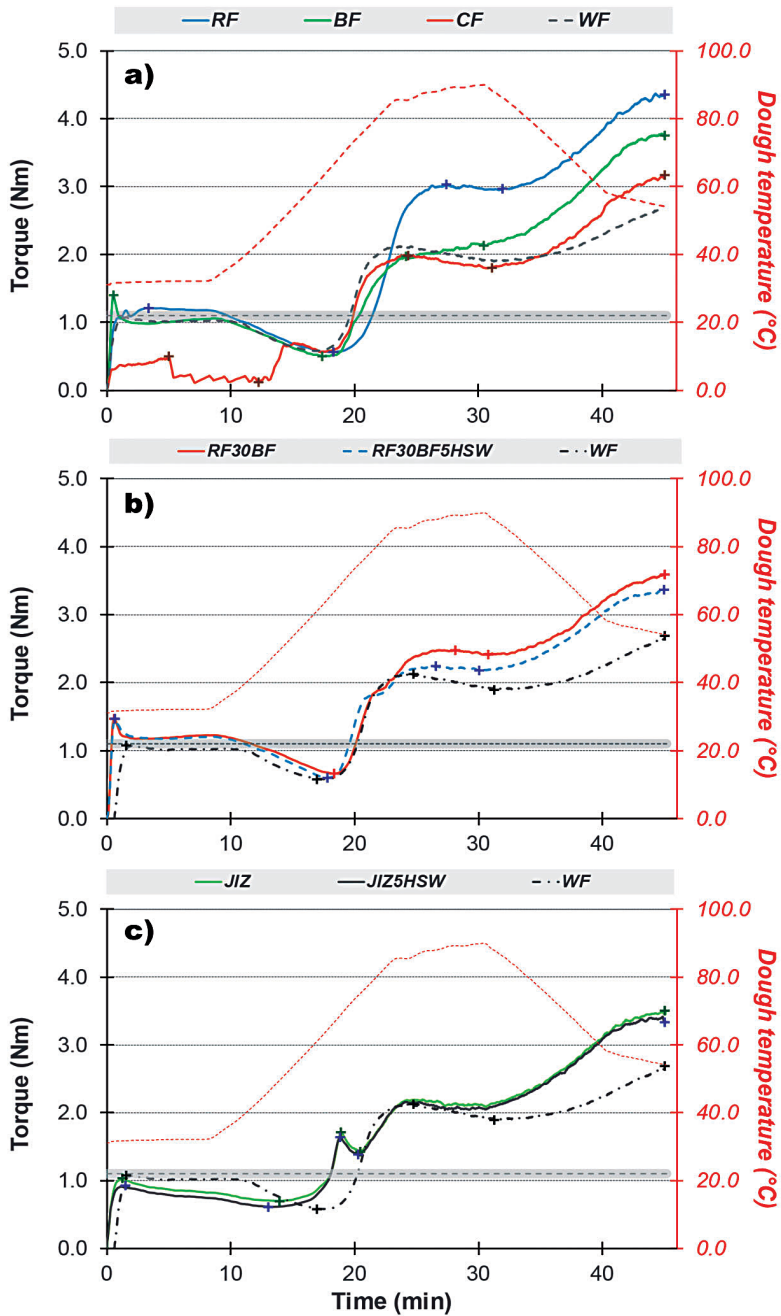 RF BF CF WF
a)
5.0 100.0
4.0 80.0
3.0 60.0
2.0 40.0
1.0 20.0
0.0 0.0
0 10 20 30 40
Torque (Nm)
Dough temperature (°C)
RF30BF RF30BF5HSW WF
b)
5.0 100.0
4.0 80.0
3.0 60.0
2.0 40.0
1.0 20.0
0.0 0.0
0 10 20 30 40
Torque (Nm)
Dough temperature (°C)
JIZ JIZ5HSW WF
c)
5.0 100.0
4.0 80.0
3.0 60.0
2.0 40.0
1.0 20.0
0.0 0.0
0 10 20 30 40
Torque (Nm)
Dough temperature (°C)
Time (min)